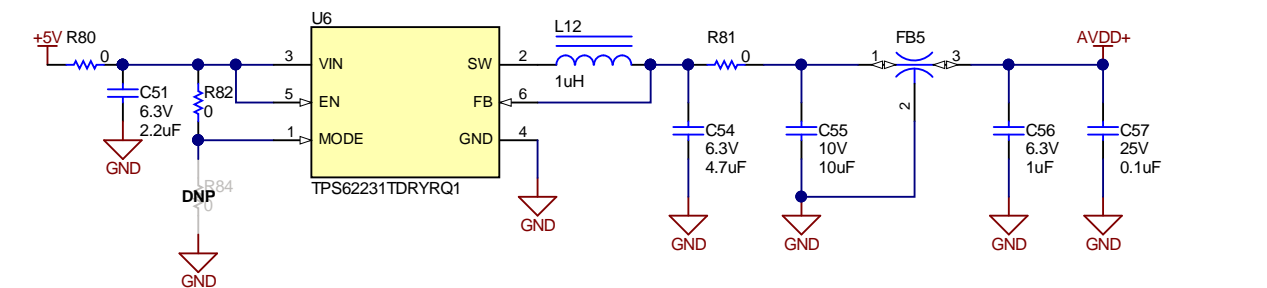 +5V
R80
0
C51
6.3V
2.2uF
GND
R82
0
DNP
R84
0
GND
U6
3
VIN
5
EN
1
MODE
SW
2
FB
6
GND
4
TPS62231TDRYRQ1
GND
L12
1uH
R81
0
C54
6.3V
4.7uF
GND
C55
10V
10uF
GND
FB5
1
3
2
C56
6.3V
1uF
GND
AVDD+
C57
25V
0.1uF
GND